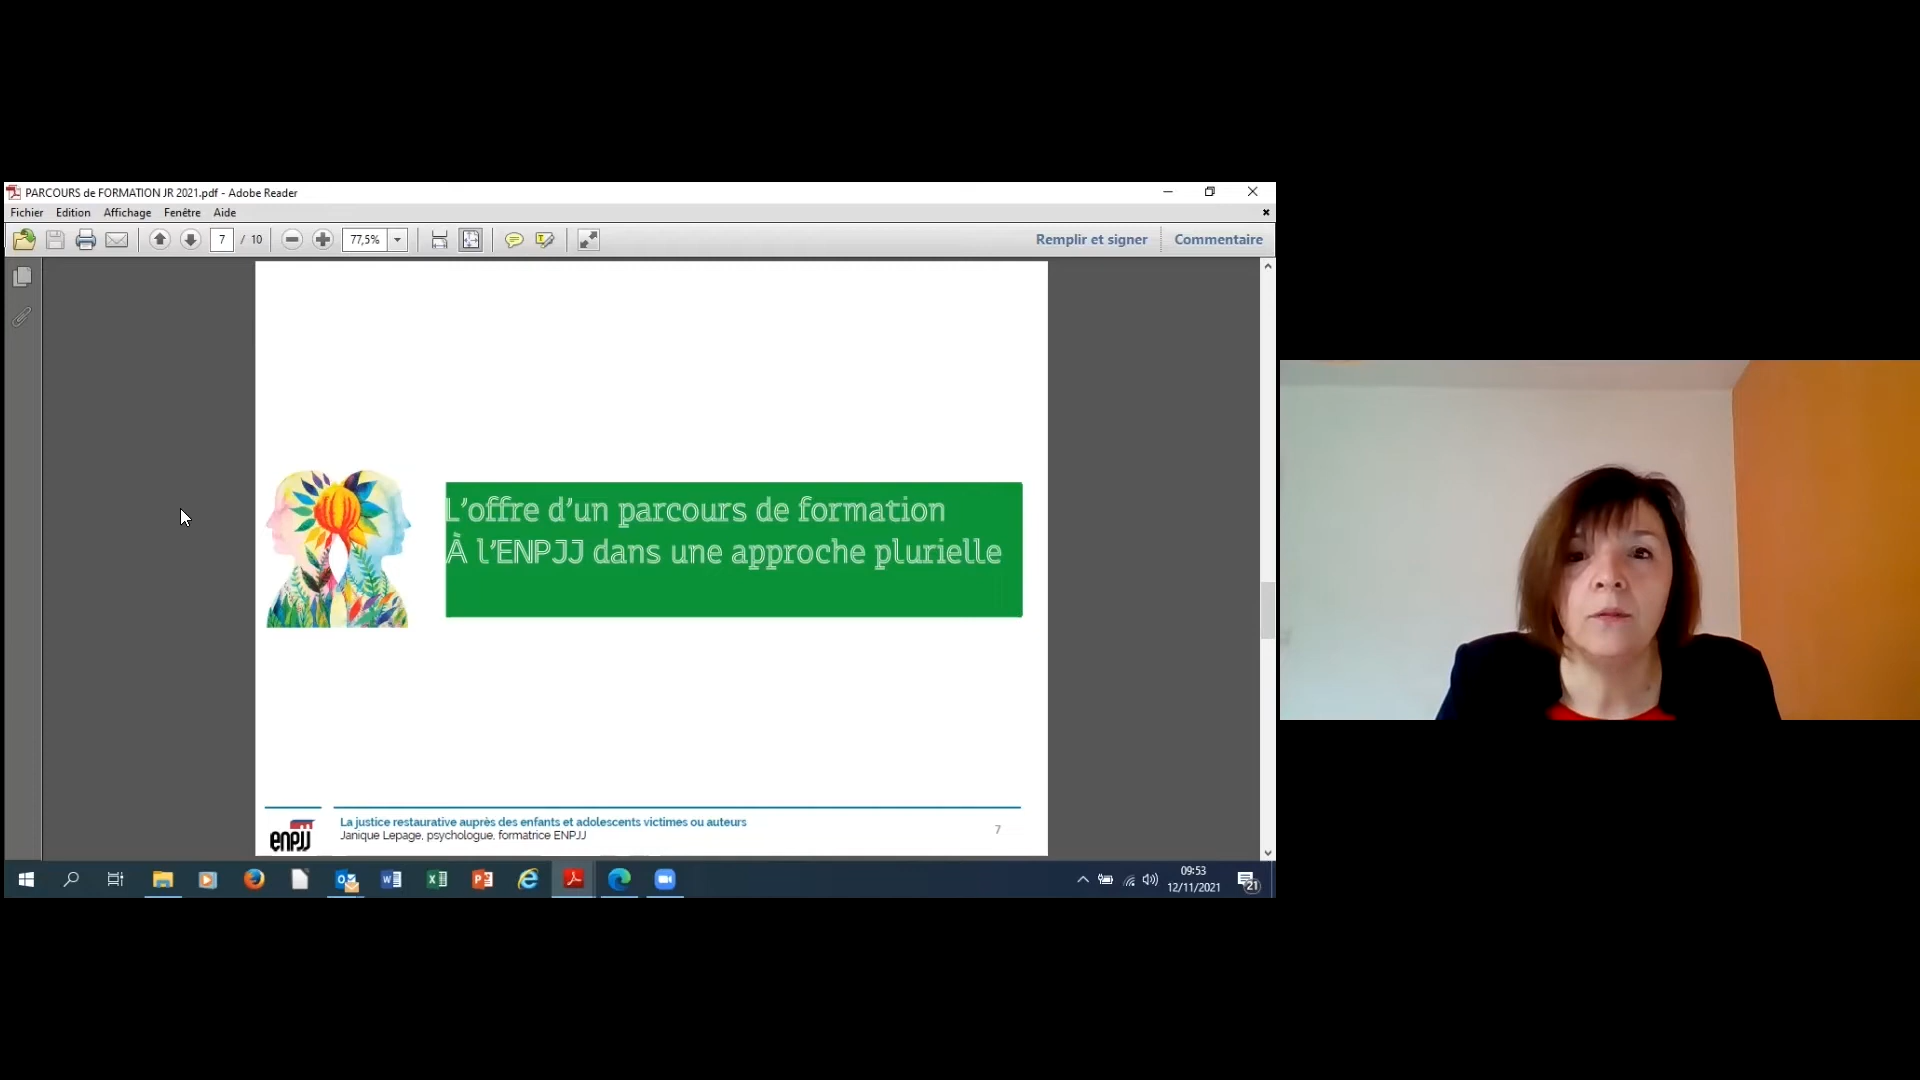 PARCOURS de FORMATION JR 2021.pdf - Adobe Reader
Fichier Edition Affichage Fenêtre Aide
7 / 10 77,5% Remplir et signer Commentaire
L’offre d’un parcours de formation
À l’ENPJJ dans une approche plurielle
La justice restaurative auprès des enfants et adolescents victimes ou auteurs
Janique Lepage, psychologue, formatrice ENPJJ
7
enpjj
09:53
12/11/2021
21